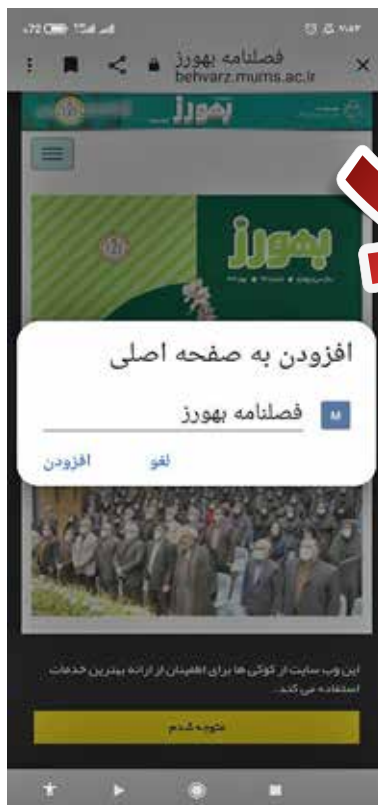 فصلنامه بهورز
behvarz.mums.ac.ir
بهورز
بهورز
افزودن به صفحه اصلی
M
فصلنامه بهورز
لغو
افزودن
این وب سایت از کوکی ها برای اطمینان از ارائه بهترین خدمات
استفاده می کند.
متوجه شدم